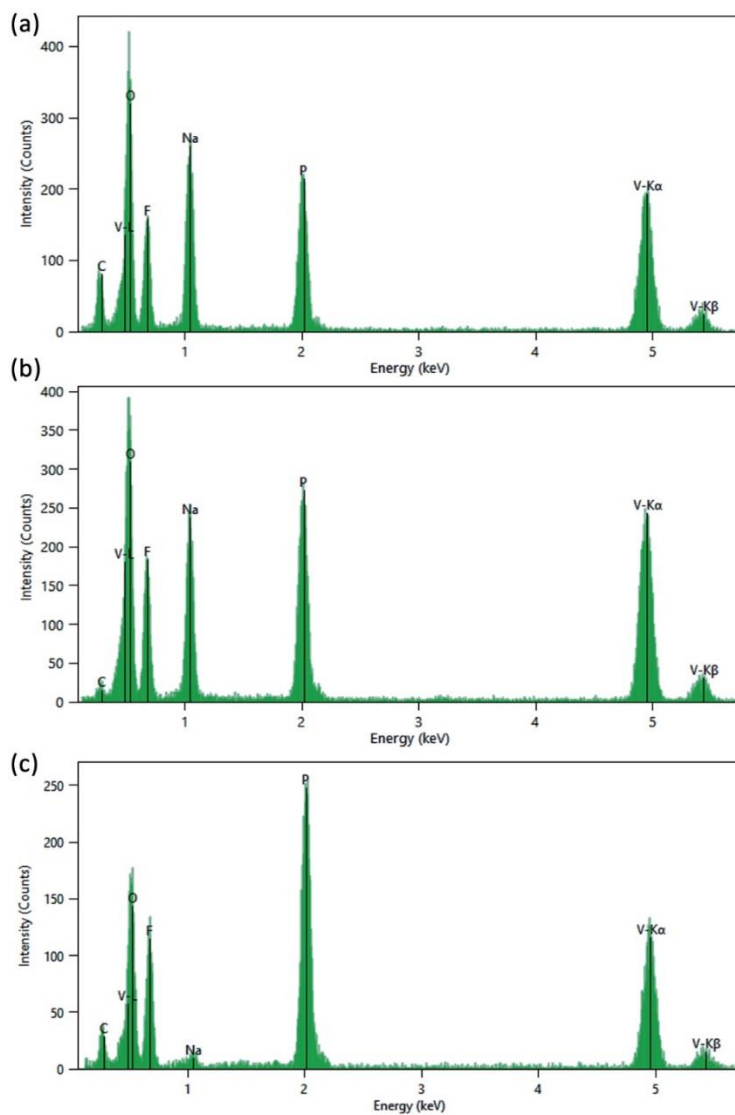 (a)
Intensity (Counts)
400
300
200
100
0
C
V-L
O
F
Na
P
V-Kα
V-Kβ
1
2
3
4
5
Energy (keV)
(b)
Intensity (Counts)
400
350
300
250
200
150
100
50
0
C
V-L
O
F
Na
P
V-Kα
V-Kβ
1
2
3
4
5
Energy (keV)
(c)
Intensity (Counts)
250
200
150
100
50
0
C
V-L
O
F
Na
P
V-Kα
V-Kβ
1
2
3
4
5
Energy (keV)